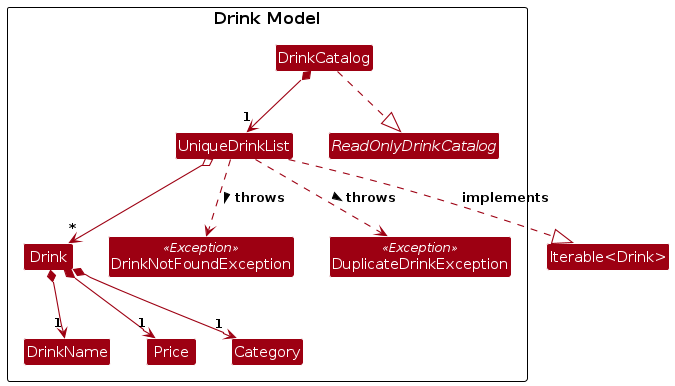 Drink Model
DrinkCatalog
1
UniqueDrinkList
ReadOnlyDrinkCatalog
throws
throws
implements
*
Drink
«Exception»
DrinkNotFoundException
«Exception»
DuplicateDrinkException
Iterable<Drink>
1
1
1
DrinkName
Price
Category